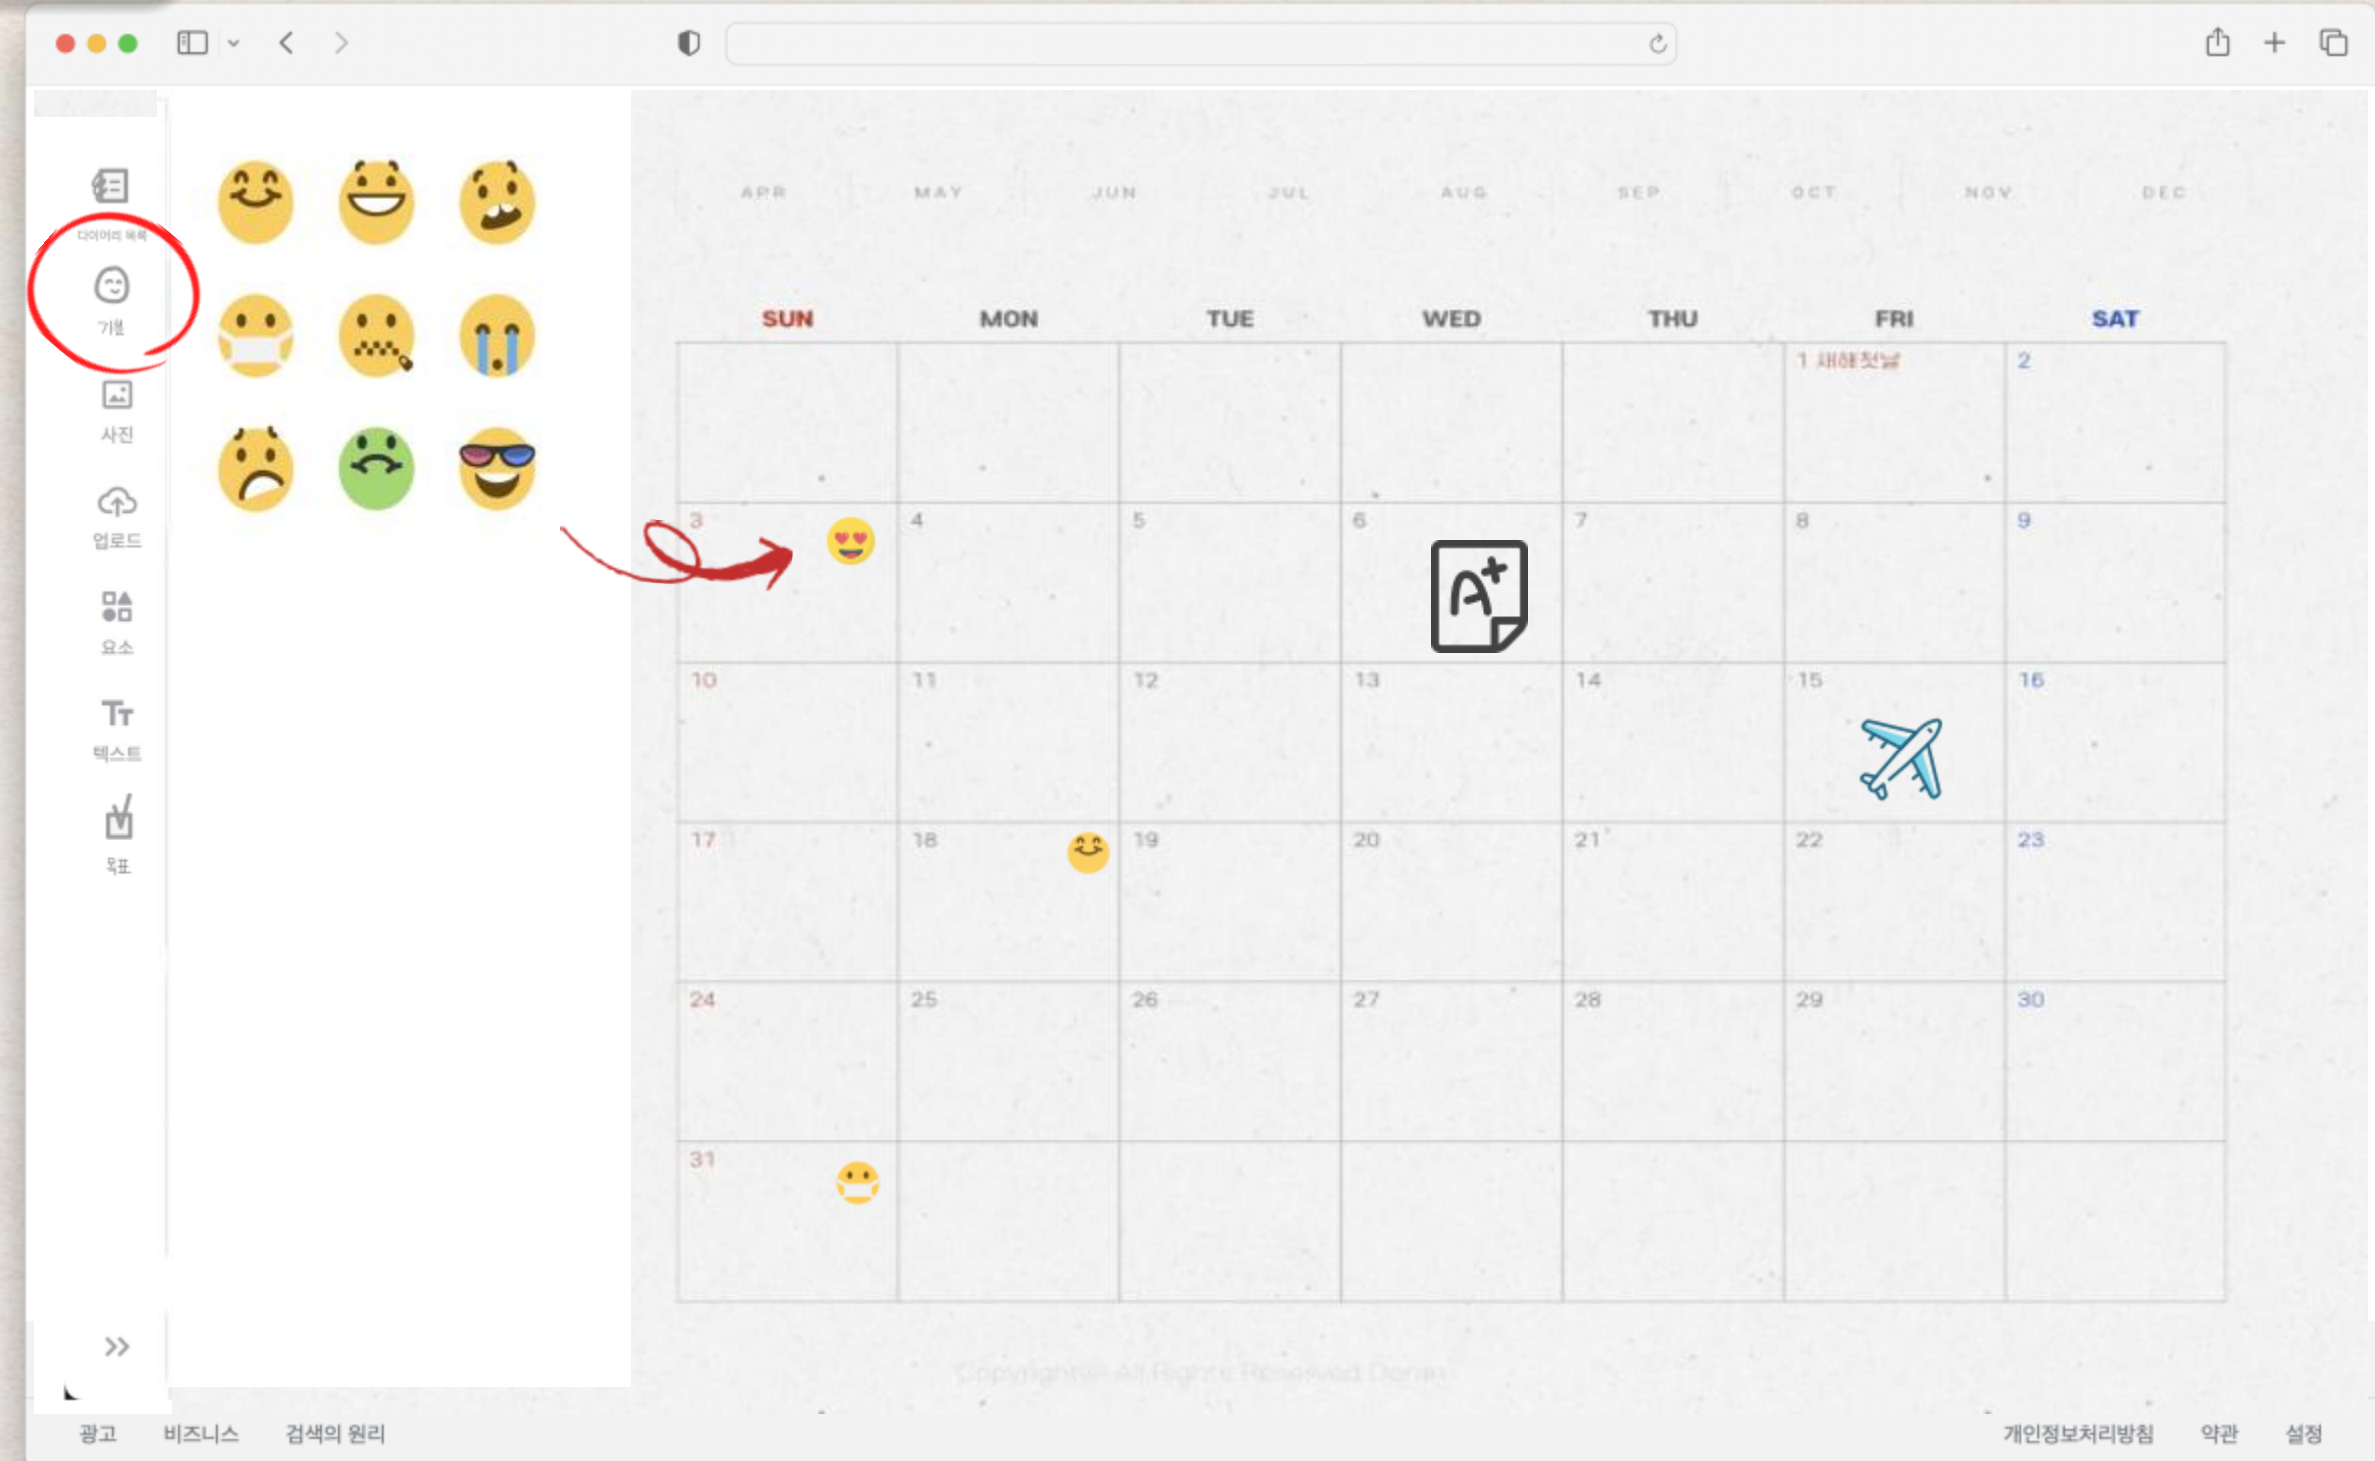 다이어리 목록
기분
사진
업로드
요소
텍스트
목표
APR MAY JUN JUL AUG SEP OCT NOV DEC
SUN MON TUE WED THU FRI SAT
1 새해첫날 2
3 4 5 6 7 8 9
A+
10 11 12 13 14 15 16
17 18 19 20 21 22 23
24 25 26 27 28 29 30
31
Copyright© All Rights Reserved
광고 비즈니스 검색의 원리 개인정보처리방침 약관 설정